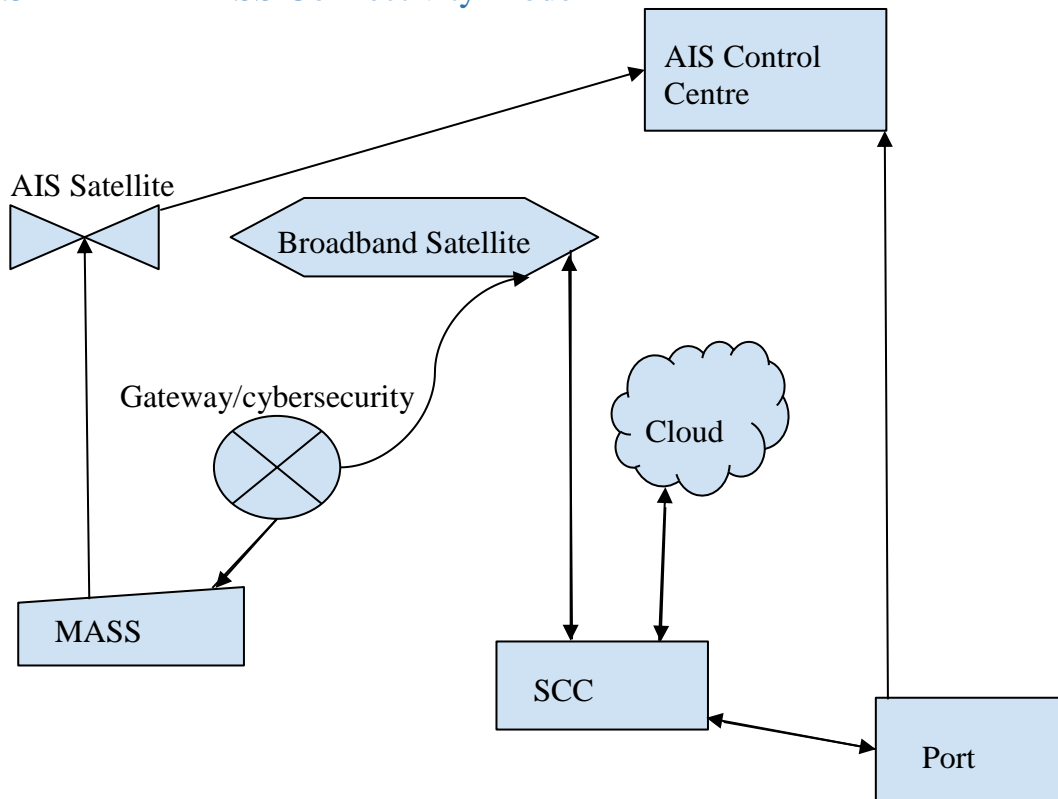 AIS Control
Centre
AIS Satellite
Broadband Satellite
Gateway/cybersecurity
Cloud
MASS
SCC
Port